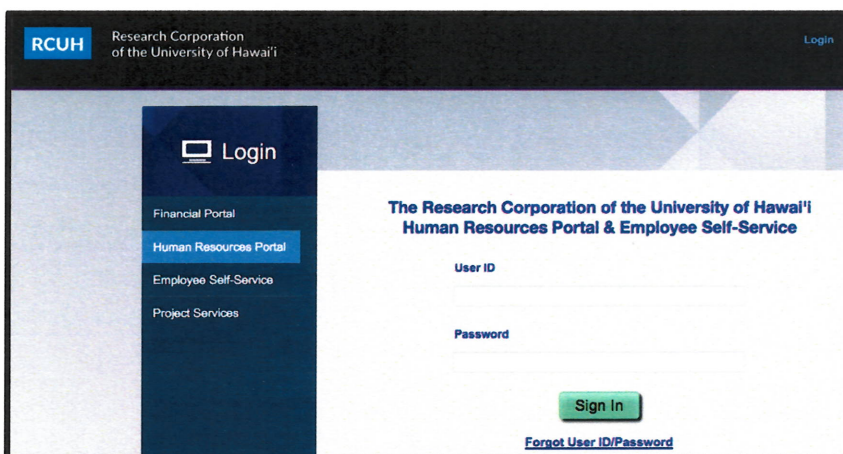 RCUH
Research Corporation
of the University of Hawai'i
Login
Login
Financial Portal
Human Resources Portal
Employee Self-Service
Project Services
The Research Corporation of the University of Hawai'i
Human Resources Portal & Employee Self-Service
User ID
Password
Sign In
Forgot User ID/Password